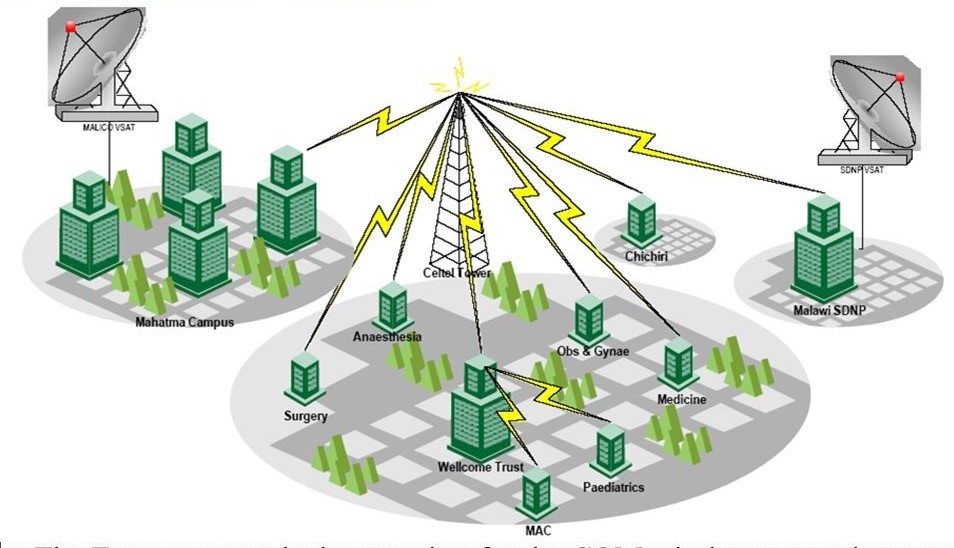 MALICO VSAT
SDNP VSAT
Chichiri
Celtel Tower
Malawi SDNP
Mahatma Campus
Anaesthesia
Obs & Gynae
Medicine
Surgery
Wellcome Trust
Paediatrics
MAC